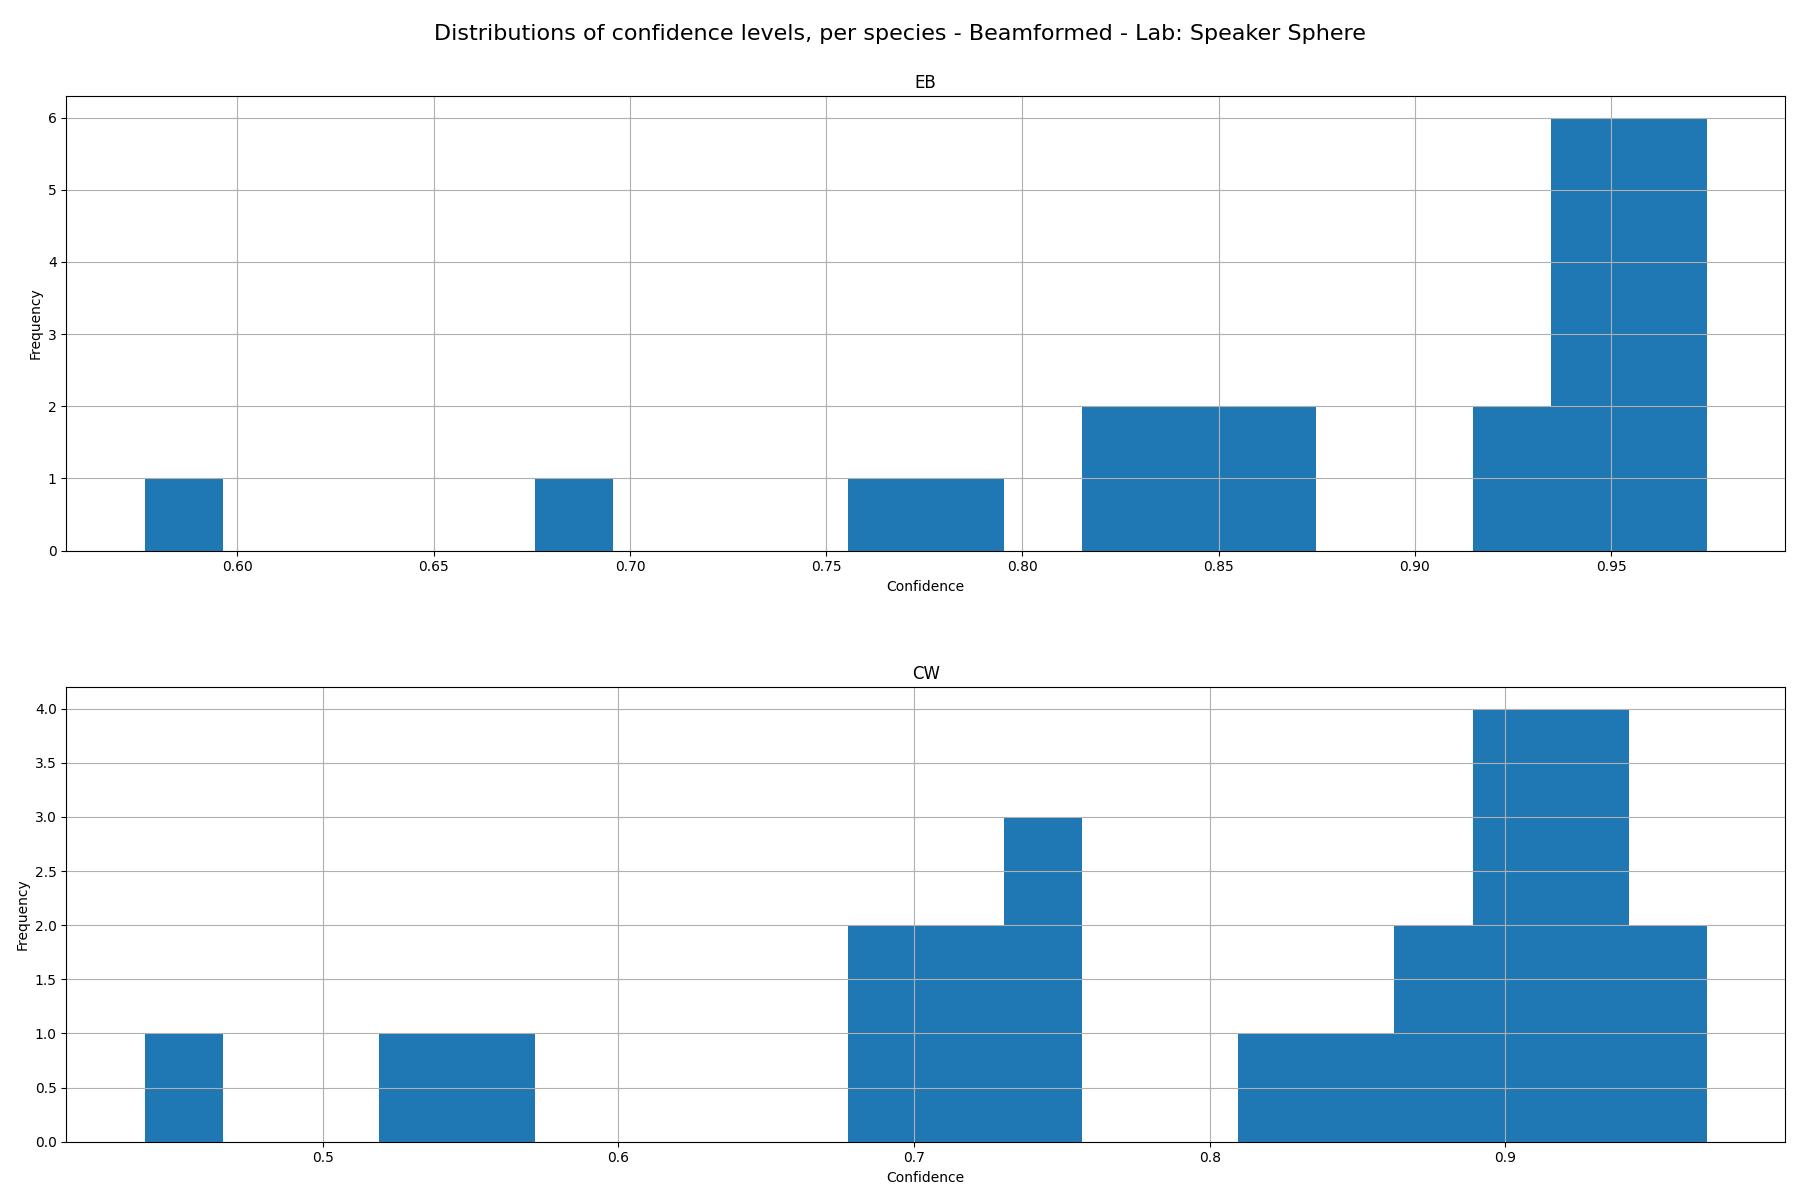 Distributions of confidence levels, per species - Beamformed - Lab: Speaker Sphere
EB
6
5
4
3
2
1
0
Frequency
0.60 0.65 0.70 0.75 0.80 0.85 0.90 0.95
Confidence
CW
4.0
3.5
3.0
2.5
2.0
1.5
1.0
0.5
0.0
Frequency
0.5 0.6 0.7 0.8 0.9
Confidence